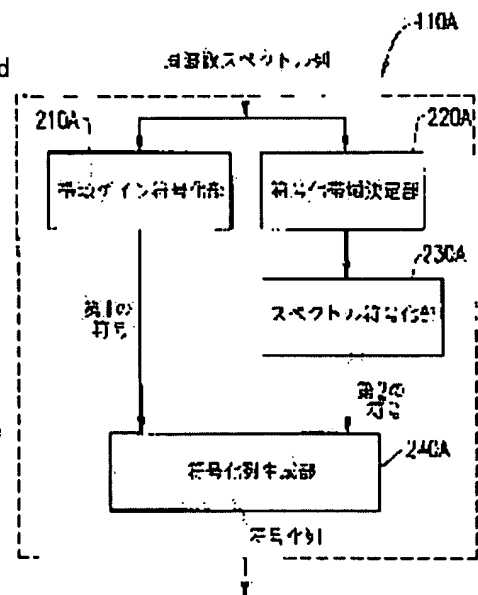 110A
周波数スペクトル列
d
210A
220A
帯域ゲイン符号化部
符号化帯域決定部
230A
スペクトル符号化部
第1の
符号
第2の
符号
e
240A
符号化列生成部
符号化列